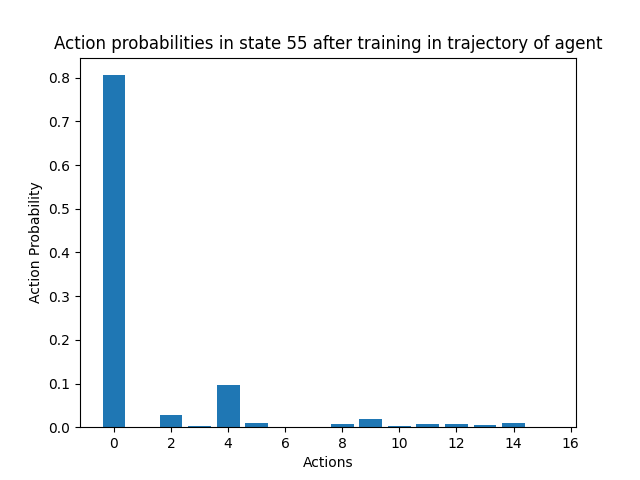 Action probabilities in state 55 after training in trajectory of agent
0.8
0.7
0.6
0.5
0.4
0.3
0.2
0.1
0.0
Action Probability
0 2 4 6 8 10 12 14 16
Actions